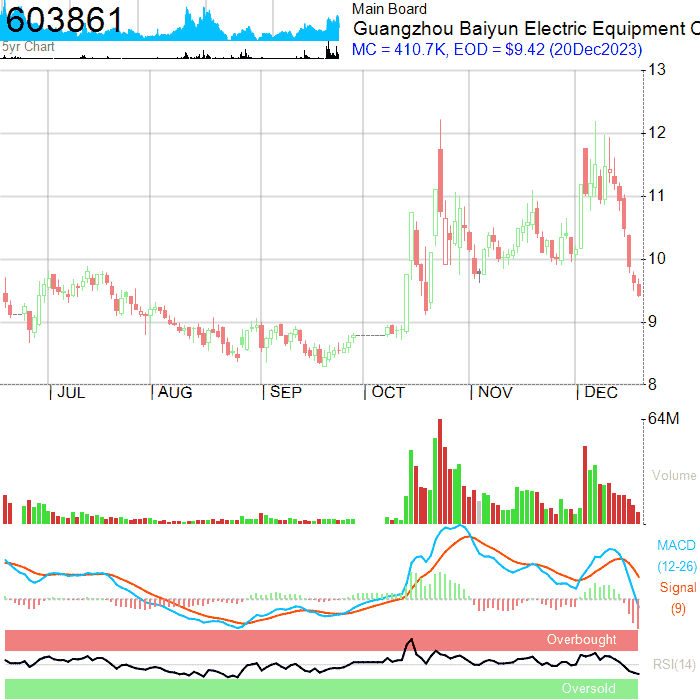 603861
5yr Chart
Main Board
Guangzhou Baiyun Electric Equipment C
MC = 410.7K, EOD = $9.42 (20Dec2023)
13
12
11
10
9
8
JUL AUG SEP OCT NOV DEC
64M
Volume
MACD
(12-26)
Signal
(9)
Overbought
RSI(14)
Oversold